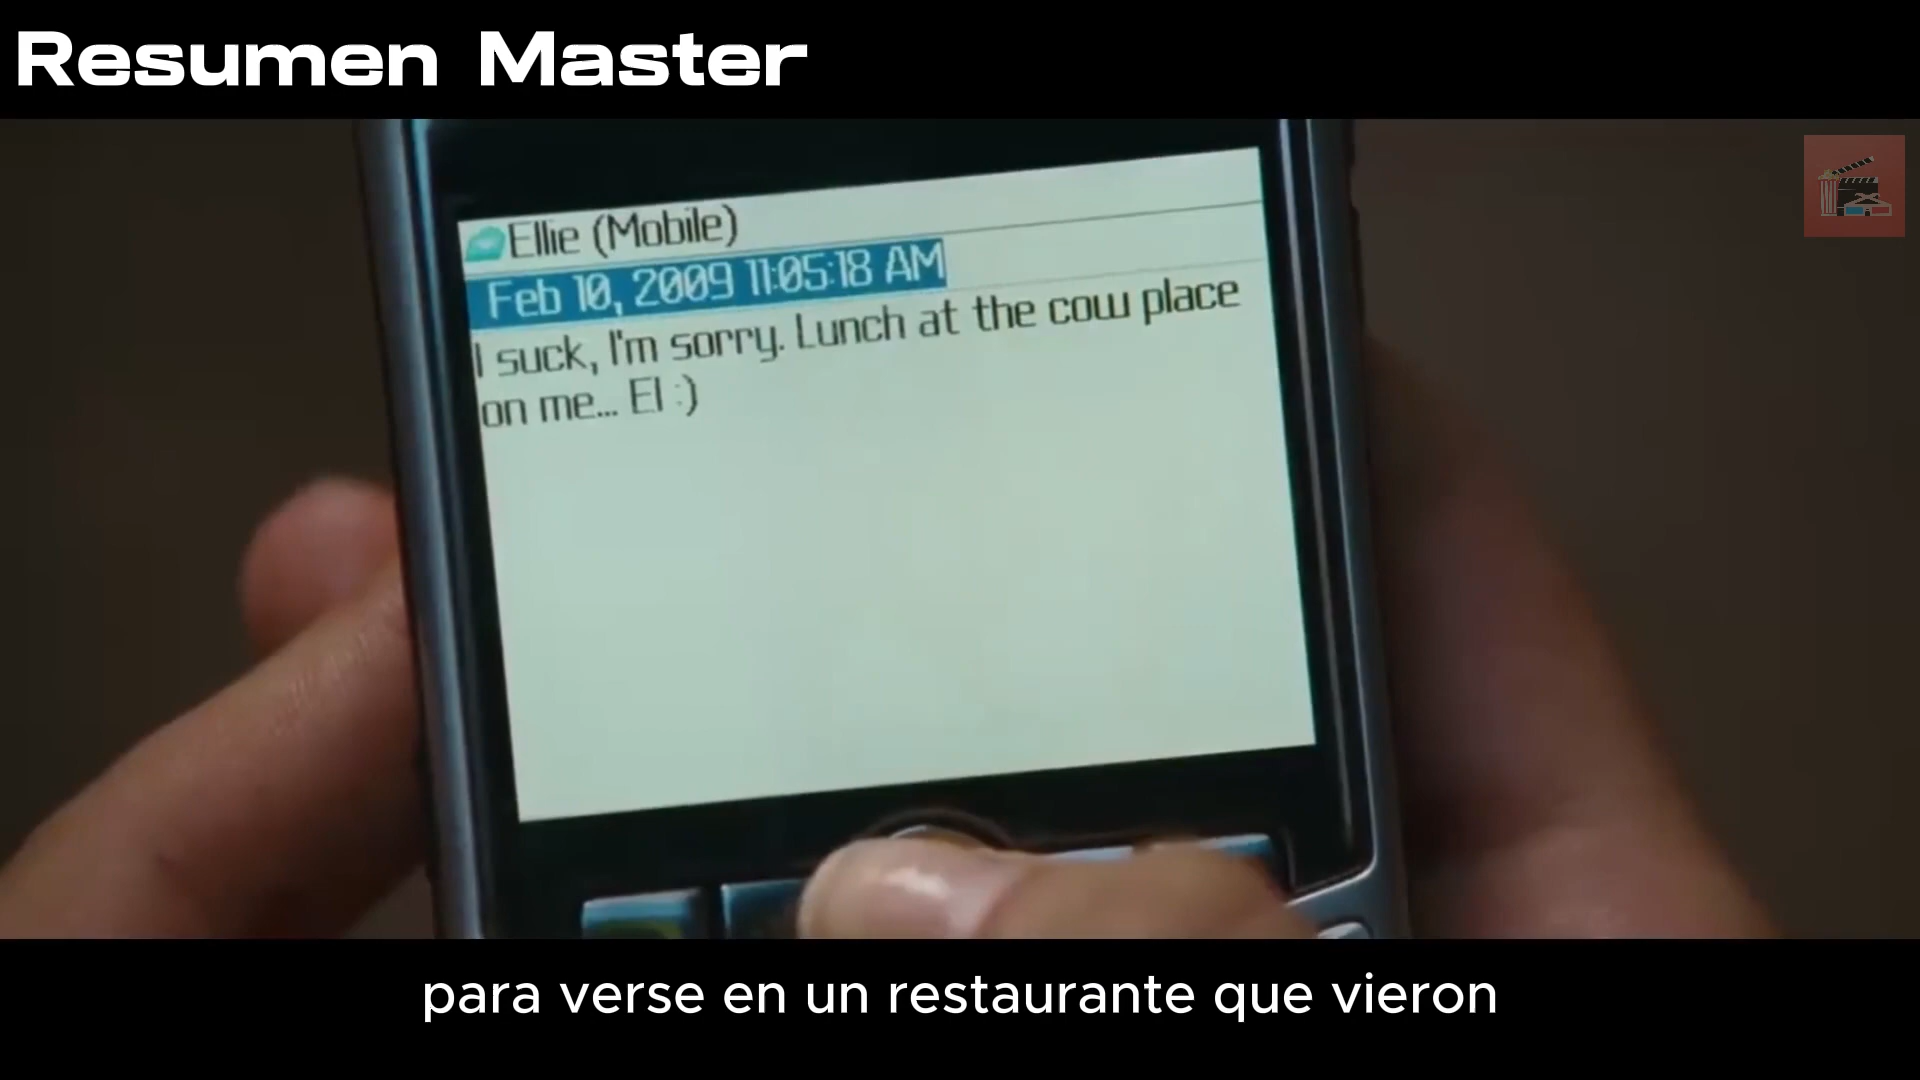 Resumen Master
Ellie (Mobile)
Feb 10, 2009 11:05:18 AM
I suck, I'm sorry. Lunch at the cow place
on me... El :)
para verse en un restaurante que vieron